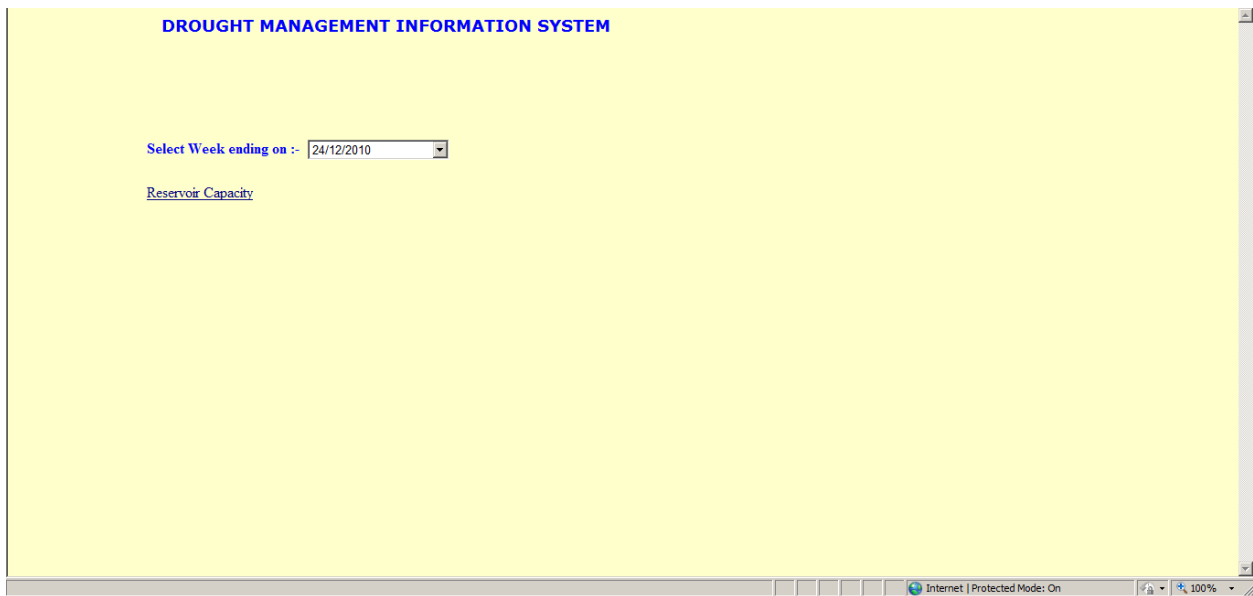 DROUGHT MANAGEMENT INFORMATION SYSTEM
Select Week ending on :- 24/12/2010
Reservoir Capacity
Internet | Protected Mode: On 100%